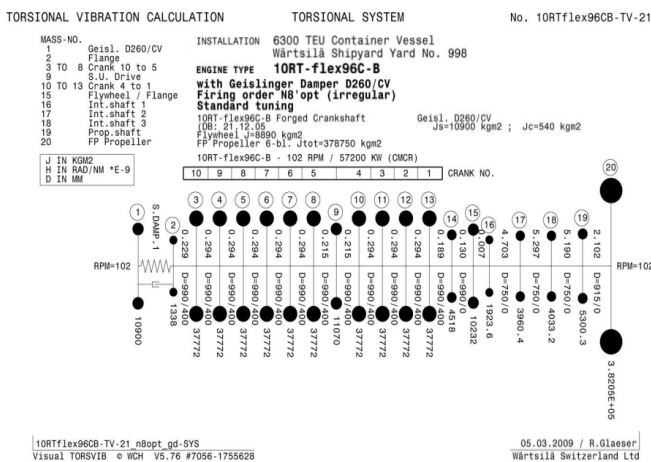 TORSIONAL VIBRATION CALCULATION TORSIONAL SYSTEM No. 10RTflex96CB-TV-21
MASS-NO.
1 Geisl. D260/CV
2 Flange
3 TO 8 Crank 10 to 5
9 S.U. Drive
10 TO 13 Crank 4 to 1
15 Flywheel / Flange
16 Int.shaft 1
17 Int.shaft 2
18 Int.shaft 3
19 Prop.shaft
20 FP Propeller
J IN KGM2
H IN RAD/NM *E-9
D IN MM
INSTALLATION 6300 TEU Container Vessel
Wärtsilä Shipyard Yard No. 998
ENGINE TYPE 10RT-flex96C-B
with Geislinger Damper D260/CV
Firing order N8'opt (irregular)
Standard tuning
10RT-flex96C-B Forged Crankshaft Geisl. D260/CV
(DB: 21.12.05 Js=10900 kgm2 ; Jc=540 kgm2
Flywheel J=8890 kgm2
FP Propeller 6-bl. Jtot=378750 kgm2
10RT-flex96C-B - 102 RPM / 57200 KW (CMCR)
10 9 8 7 6 5 4 3 2 1 CRANK NO.
1 2 3 4 5 6 7 8 9 10 11 12 13 14 15 16 17 18 19 20
S.DAMP.1 0.229 0.294 0.294 0.294 0.294 0.294 0.215 0.215 0.294 0.294 0.294 0.189 0.130 0.007 4.703 5.297 5.190 2.102
RPM=102 RPM=102
D=990/400 D=990/400 D=990/400 D=990/400 D=990/400 D=990/400 D=990/400 D=990/400 D=990/400 D=990/400 D=990/400 D=990/400 D=990/0 D=750/0 D=750/0 D=750/0 D=915/0
10900 1338 37772 37772 37772 37772 37772 37772 11070 37772 37772 37772 37772 4518 10232 1923.6 3960.4 4033.2 5300.3 3.8205E+05
10RTflex96CB-TV-21_n8opt_gd-SYS 05.03.2009 / R.Glaeser
Visual TORSVIB © WCH V5.76 #7056-1755628 Wärtsilä Switzerland Ltd